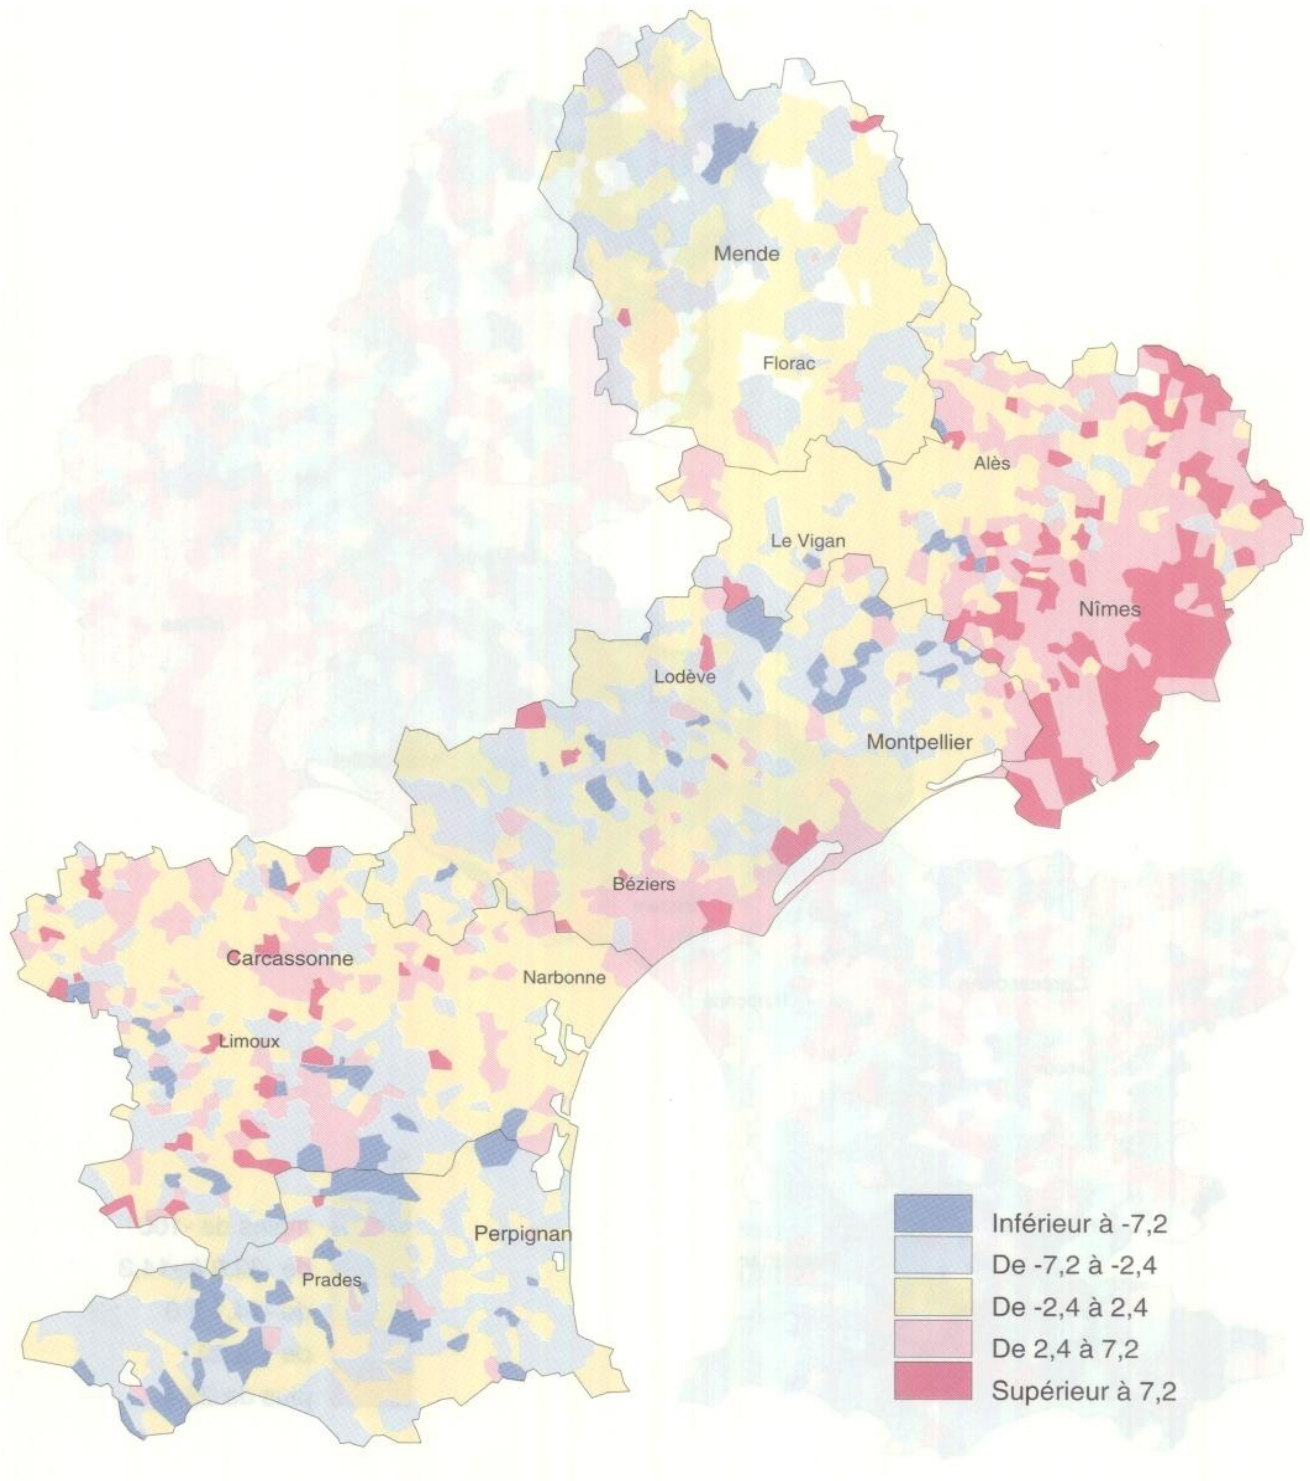 Mende
Florac
Alès
Le Vigan
Nîmes
Lodève
Montpellier
Béziers
Carcassonne
Narbonne
Limoux
Perpignan
Prades
Inférieur à -7,2
De -7,2 à -2,4
De -2,4 à 2,4
De 2,4 à 7,2
Supérieur à 7,2